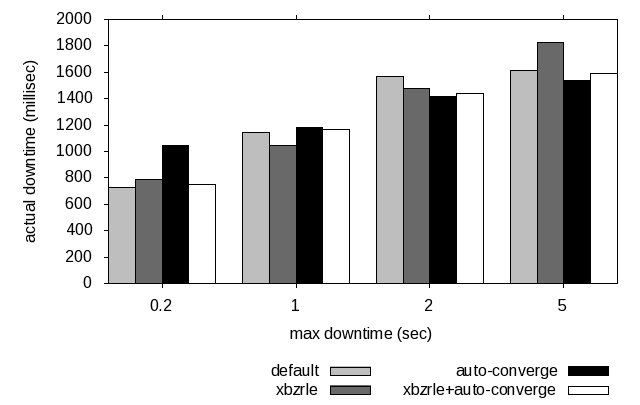 2000
1800
1600
1400
1200
1000
800
600
400
200
0
actual downtime (millisec)
0.2 1 2 5
max downtime (sec)
default auto-converge
xbzrle xbzrle+auto-converge